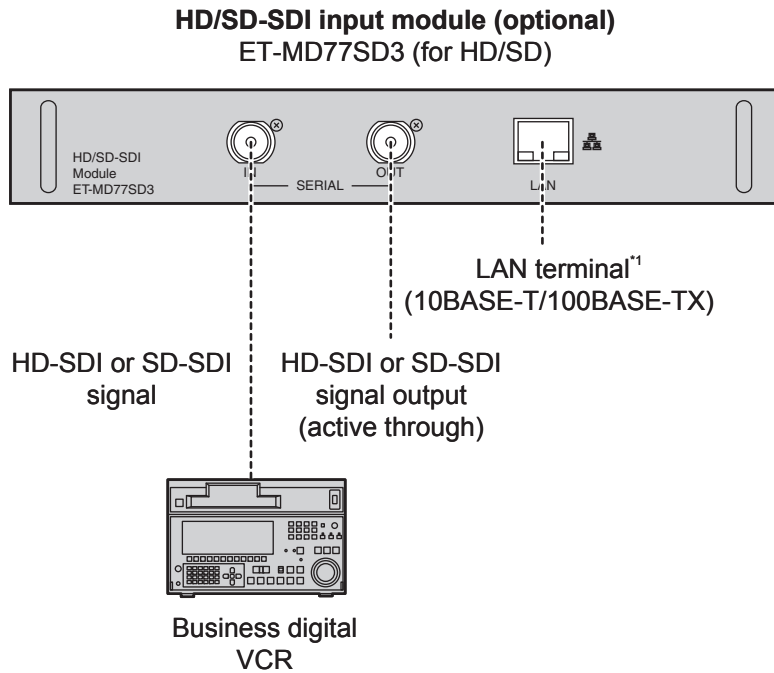 HD/SD-SDI input module (optional)
ET-MD77SD3 (for HD/SD)
HD/SD-SDI
Module
ET-MD77SD3
IN
SERIAL
OUT
LAN
LAN terminal*1
(10BASE-T/100BASE-TX)
HD-SDI or SD-SDI
signal
HD-SDI or SD-SDI
signal output
(active through)
Business digital
VCR